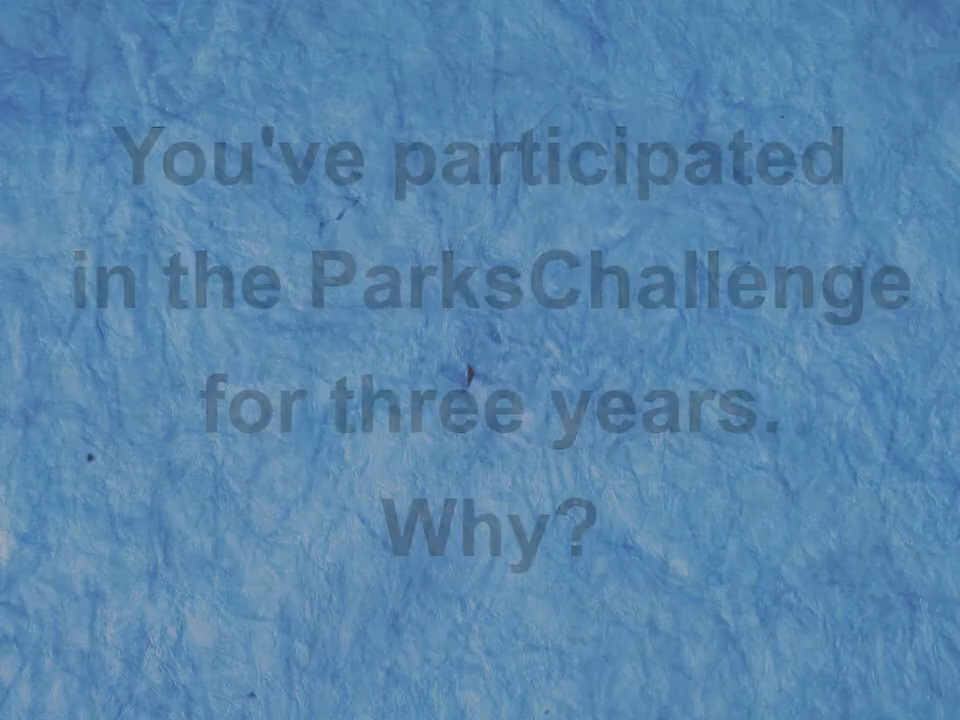 You've participated
in the ParksChallenge
for three years.
Why?